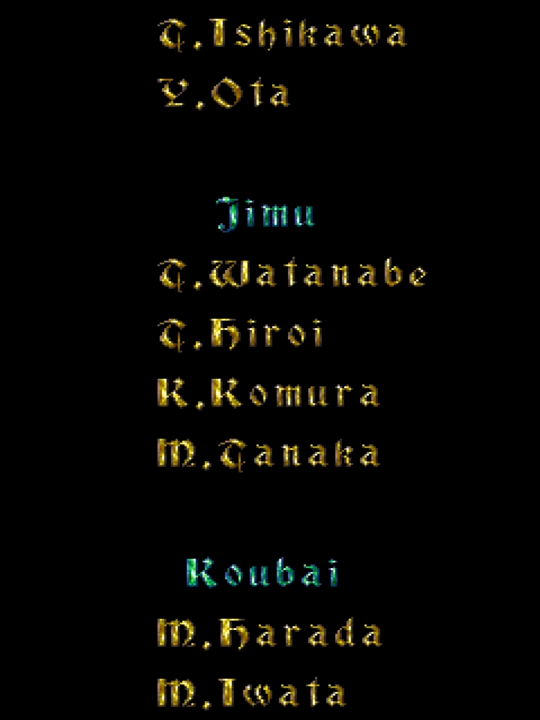 T.Ishikawa
Y.Ota
Jimu
T.Watanabe
T.Hiroi
K.Komura
M.Tanaka
Koubai
M.Harada
M.Iwata